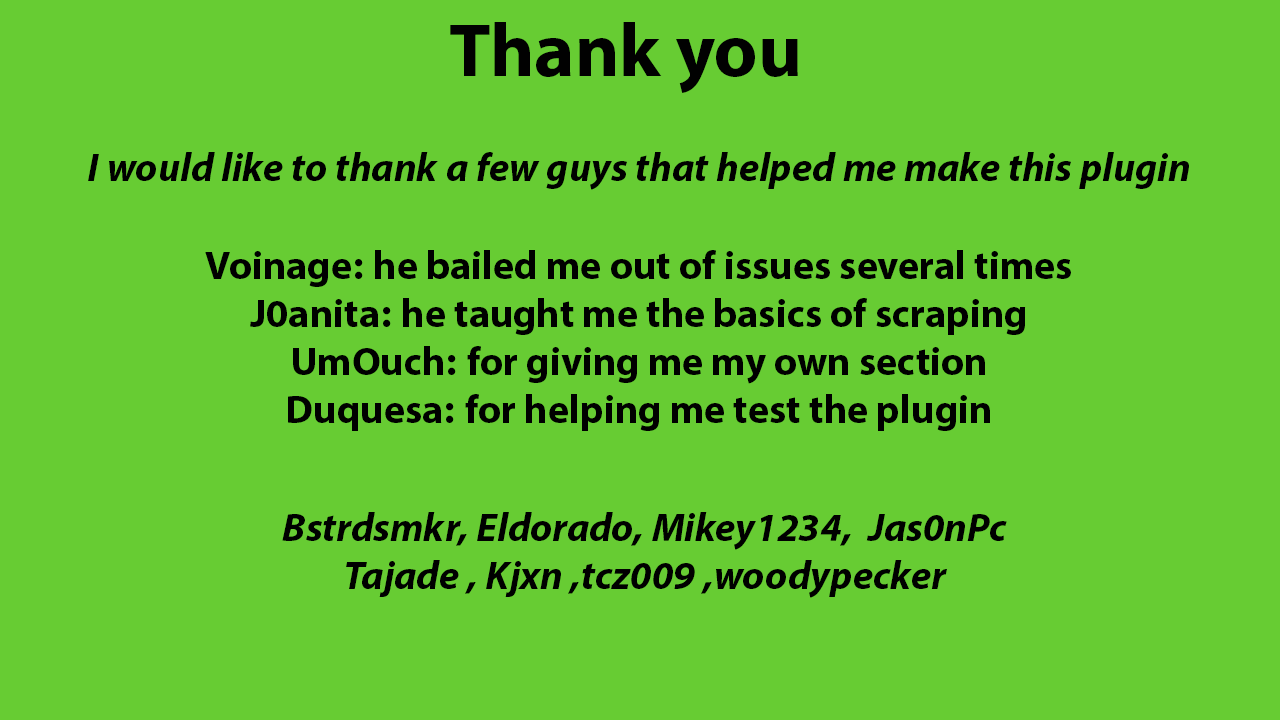 Thank you
I would like to thank a few guys that helped me make this plugin
Voinage: he bailed me out of issues several times
J0anita: he taught me the basics of scraping
UmOuch: for giving me my own section
Duquesa: for helping me test the plugin
Bstrdsmkr, Eldorado, Mikey1234,  Jas0nPc
Tajade , Kjxn ,tcz009 ,woodypecker